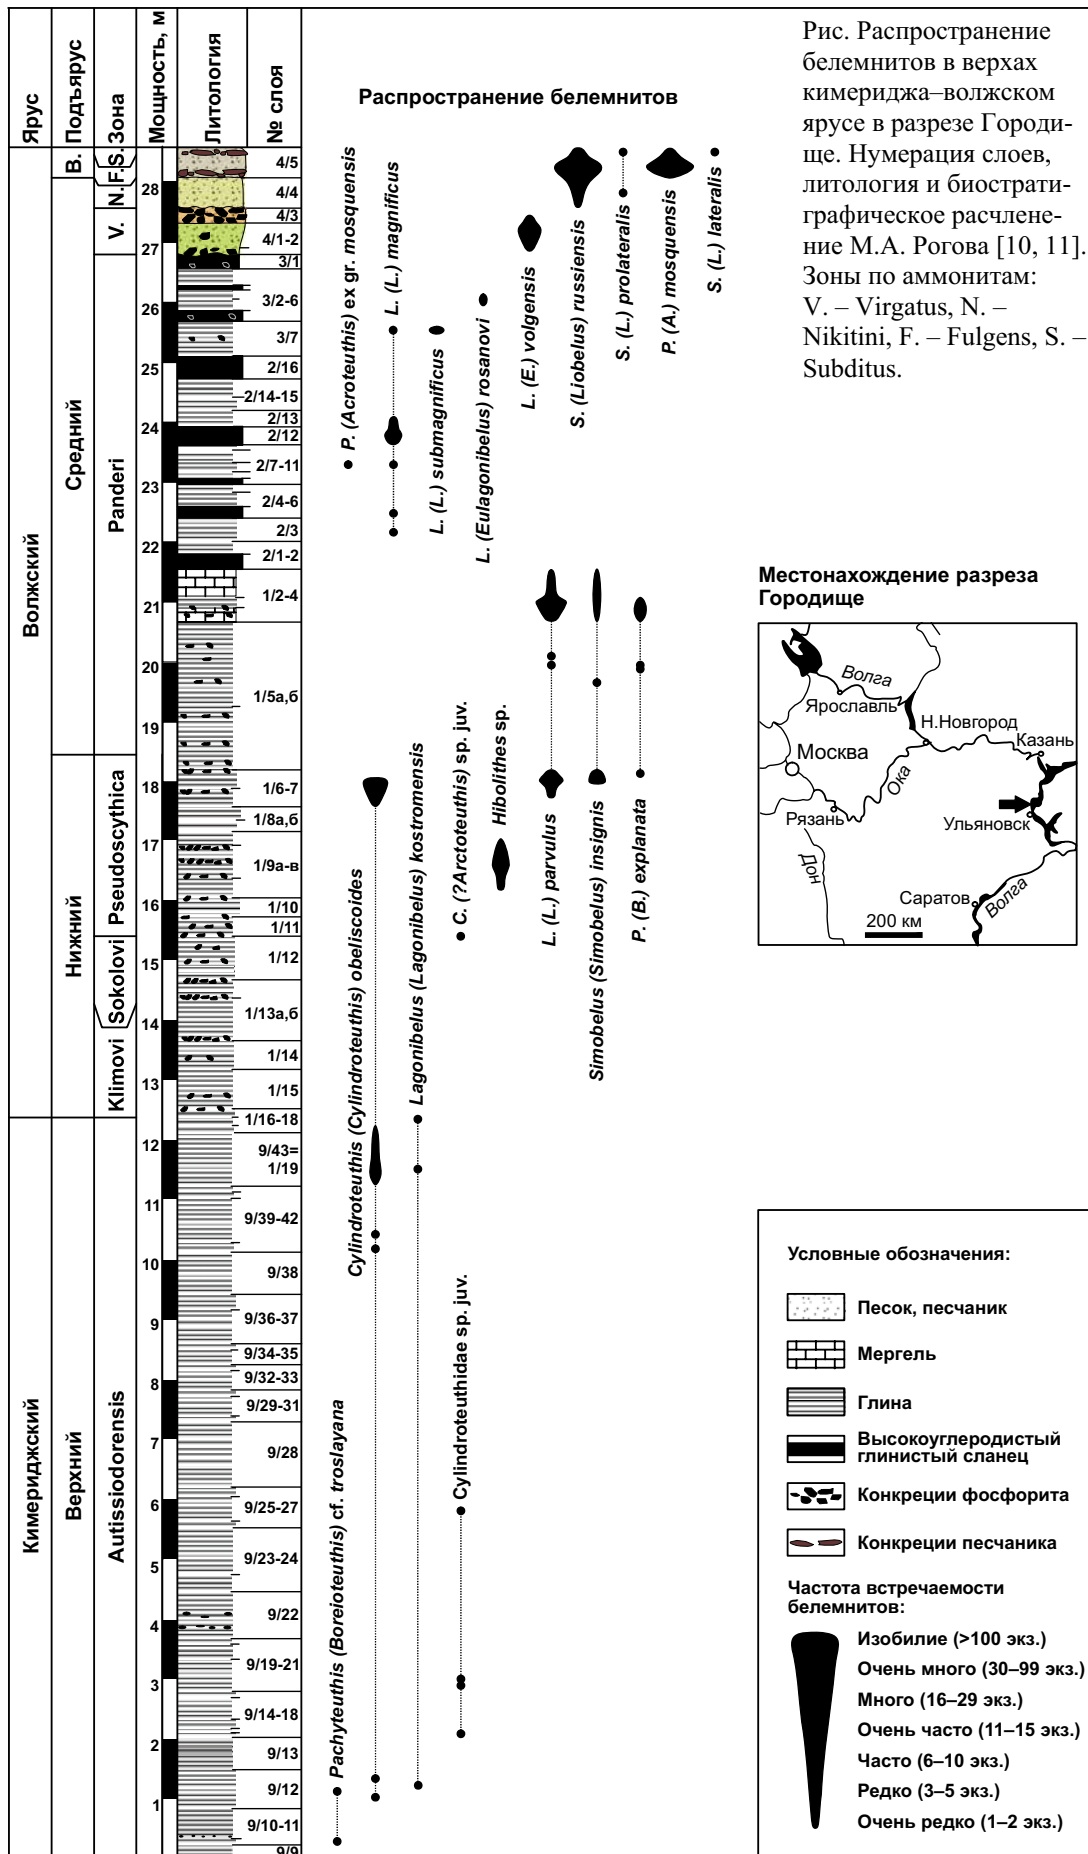 Рис. Распространение
белемнитов в верхах
кимериджа–волжском
ярусе в разрезе Городи-
ще. Нумерация слоев,
литология и биострати-
графическое расчлене-
ние М.А. Рогова [10, 11].
Зоны по аммонитам:
V. – Virgatus, N. –
Nikitini, F. – Fulgens, S. –
Subditus.
Ярус
Подъярус
Зона
Мощность, м
Литология
№ слоя
Распространение белемнитов
Волжский
Кимериджский
В.
Средний
Нижний
Верхний
S.
F.
N.
V.
Panderi
Pseudoscythica
Sokolovi
Klimovi
Autissiodorensis
28
27
26
25
24
23
22
21
20
19
18
17
16
15
14
13
12
11
10
9
8
7
6
5
4
3
2
1
4/5
4/4
4/3
4/1-2
3/1
3/2-6
3/7
2/16
2/14-15
2/13
2/12
2/7-11
2/4-6
2/3
2/1-2
1/2-4
1/5а,б
1/6-7
1/8а,б
1/9а-в
1/10
1/11
1/12
1/13а,б
1/14
1/15
1/16-18
9/43=
1/19
9/39-42
9/38
9/36-37
9/34-35
9/32-33
9/29-31
9/28
9/25-27
9/23-24
9/22
9/19-21
9/14-18
9/13
9/12
9/10-11
9/9
P. (Acroteuthis) ex gr. mosquensis
L. (L.) magnificus
L. (L.) submagnificus
L. (Eulagonibelus) rosanovi
L. (E.) volgensis
S. (Liobelus) russiensis
S. (L.) prolateralis
P. (A.) mosquensis
S. (L.) lateralis
Pachyteuthis (Boreioteuthis) cf. troslayana
Cylindroteuthis (Cylindroteuthis) obeliscoides
Lagonibelus (Lagonibelus) kostromensis
Cylindroteuthidae sp. juv.
C. (?Arctoteuthis) sp. juv.
Hibolithes sp.
L. (L.) parvulus
Simobelus (Simobelus) insignis
P. (B.) explanata
Местонахождение разреза
Городище
Волга
Ярославль
Н.Новгород
Казань
Москва
Ока
Рязань
Ульяновск
Дон
Саратов
Волга
200 км
Условные обозначения:
Песок, песчаник
Мергель
Глина
Высокоуглеродистый
глинистый сланец
Конкреции фосфорита
Конкреции песчаника
Частота встречаемости
белемнитов:
Изобилие (>100 экз.)
Очень много (30–99 экз.)
Много (16–29 экз.)
Очень часто (11–15 экз.)
Часто (6–10 экз.)
Редко (3–5 экз.)
Очень редко (1–2 экз.)